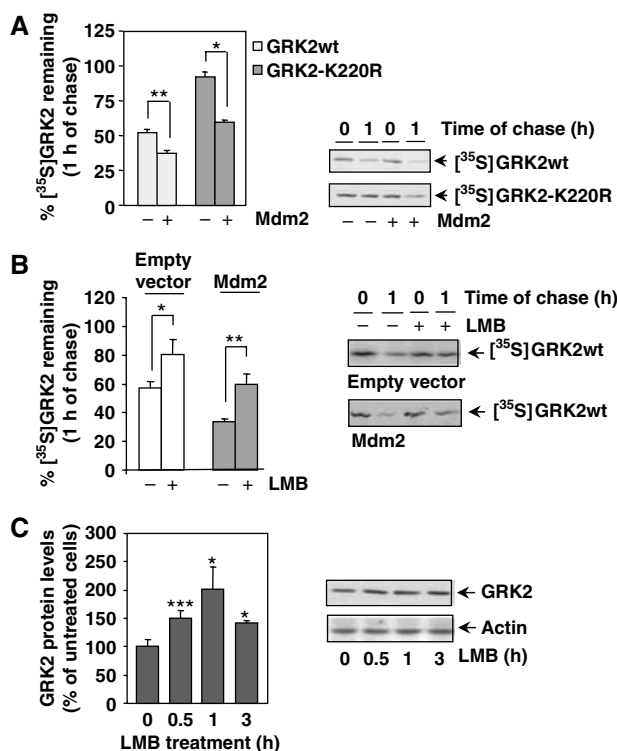 A
% [35S]GRK2 remaining
(1 h of chase)
125
100
75
50
25
0
GRK2wt
GRK2-K220R
**
*
− + − + Mdm2
0 1 0 1 Time of chase (h)
[35S]GRK2wt
[35S]GRK2-K220R
− − + + Mdm2
B
% [35S]GRK2 remaining
(1 h of chase)
Empty
vector
Mdm2
120
100
80
60
40
20
0
*
**
− + − + LMB
0 1 0 1 Time of chase (h)
− − + + LMB
[35S]GRK2wt
Empty vector
[35S]GRK2wt
Mdm2
C
GRK2 protein levels
(% of untreated cells)
300
250
200
150
100
50
0
***
*
*
0 0.5 1 3
LMB treatment (h)
GRK2
Actin
0 0.5 1 3 LMB (h)